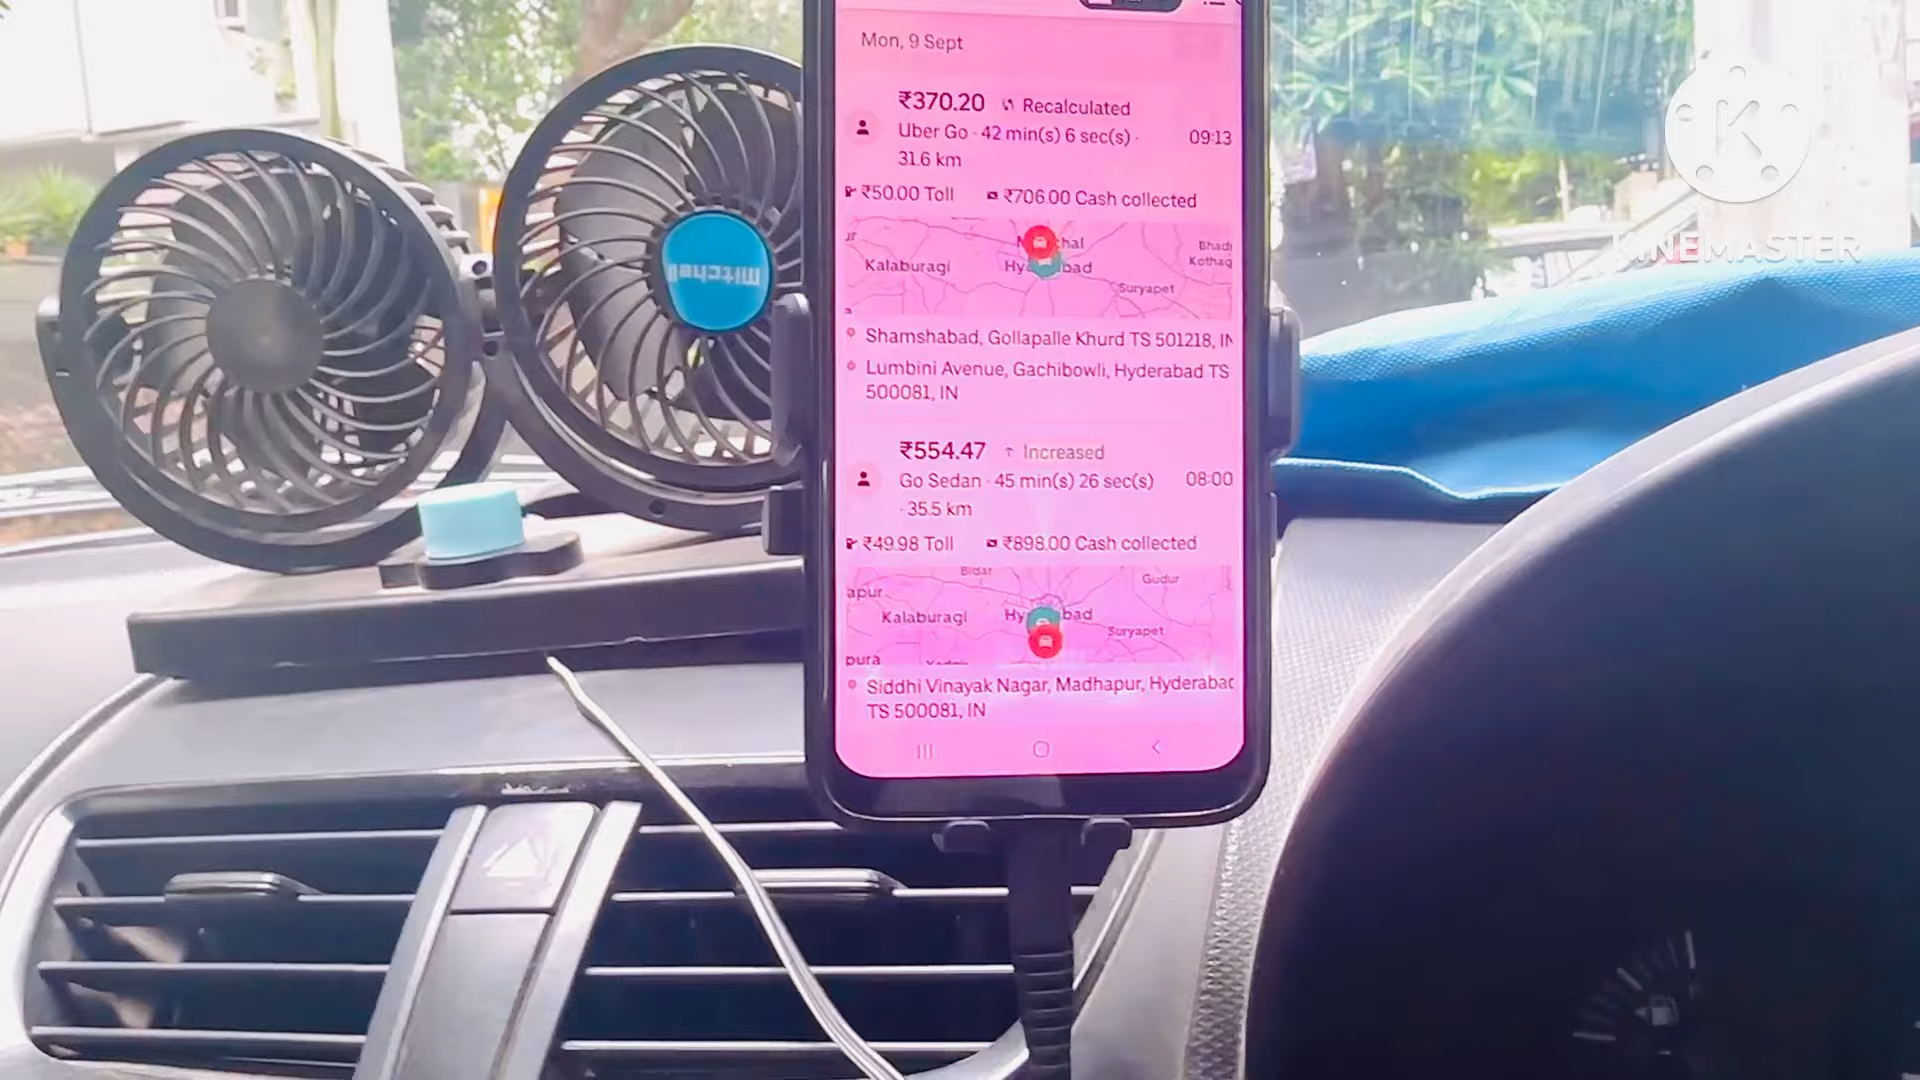 Mon, 9 Sept
₹370.20 Recalculated
Uber Go · 42 min(s) 6 sec(s) · 09:13
31.6 km
₹50.00 Toll ₹706.00 Cash collected
Kalaburagi
Suryapet
Shamshabad, Gollapalle Khurd TS 501218, IN
Lumbini Avenue, Gachibowli, Hyderabad TS
500081, IN
₹554.47 ↑ Increased
Go Sedan · 45 min(s) 26 sec(s) 08:00
· 35.5 km
₹49.98 Toll ₹898.00 Cash collected
Bidar Gudur
apur
Kalaburagi
Suryapet
pura
Siddhi Vinayak Nagar, Madhapur, Hyderabad
TS 500081, IN
Mitchell
K
KINEMASTER